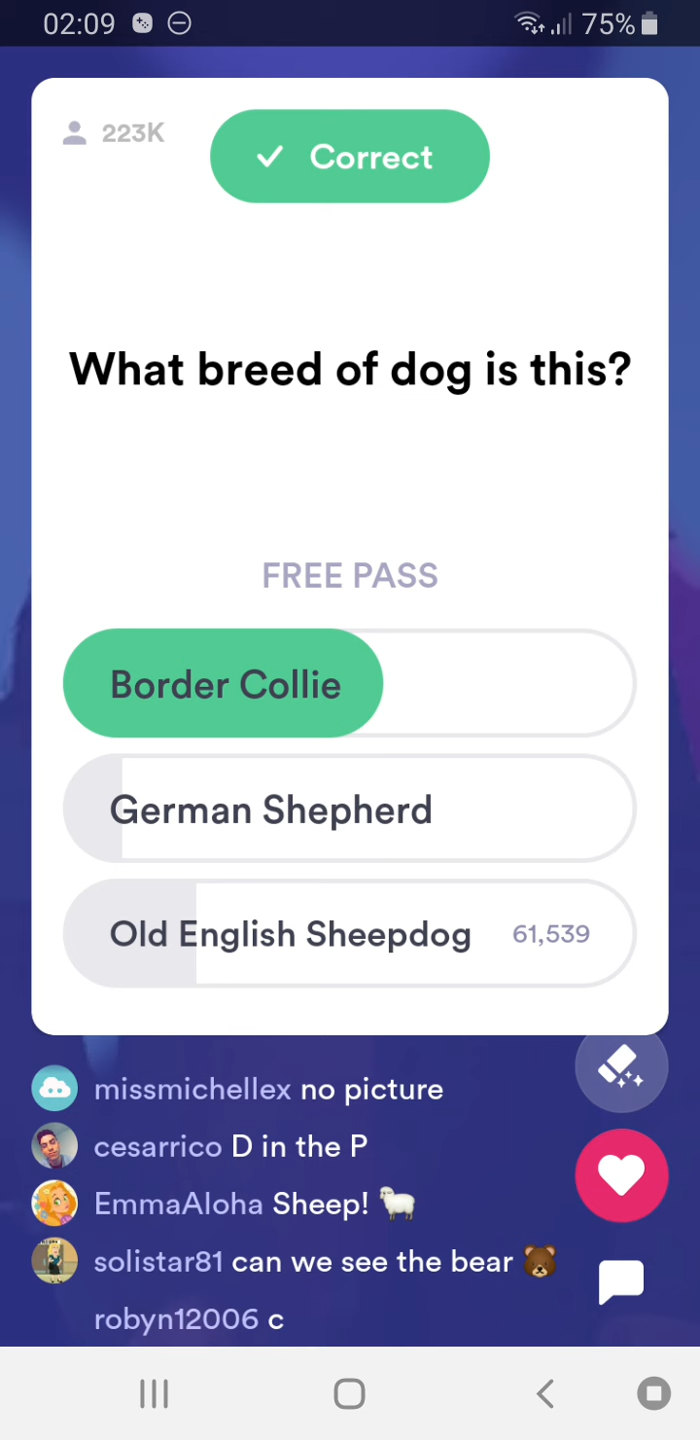 02:09 75%
223K
Correct
What breed of dog is this?
FREE PASS
Border Collie
German Shepherd
Old English Sheepdog 61,539
missmichellex no picture
cesarrico D in the P
EmmaAloha Sheep! 🐑
solistar81 can we see the bear 🐻
robyn12006 c